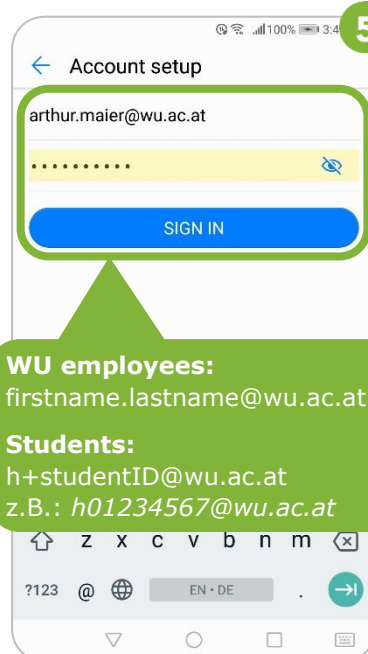 100% 3:4
5
Account setup
arthur.maier@wu.ac.at
••••••••••
SIGN IN
WU employees:
firstname.lastname@wu.ac.at
Students:
h+studentID@wu.ac.at
z.B.: h01234567@wu.ac.at
z x c v b n m
?123 @ EN • DE .